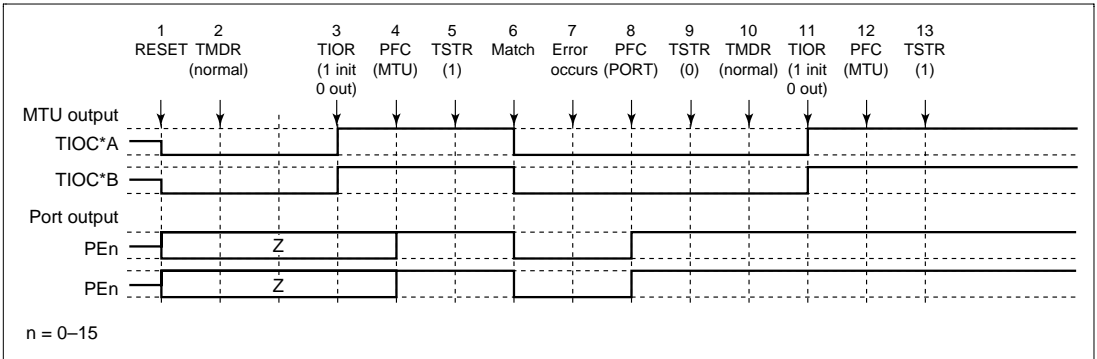 1 2 3 4 5 6 7 8 9 10 11 12 13
RESET TMDR TIOR PFC TSTR Match Error PFC TSTR TMDR TIOR PFC TSTR
(normal) (1 init (MTU) (1) occurs (PORT) (0) (normal) (1 init (MTU) (1)
0 out) 0 out)
MTU output
TIOC*A
TIOC*B
Port output
PEn Z
PEn Z
n = 0–15